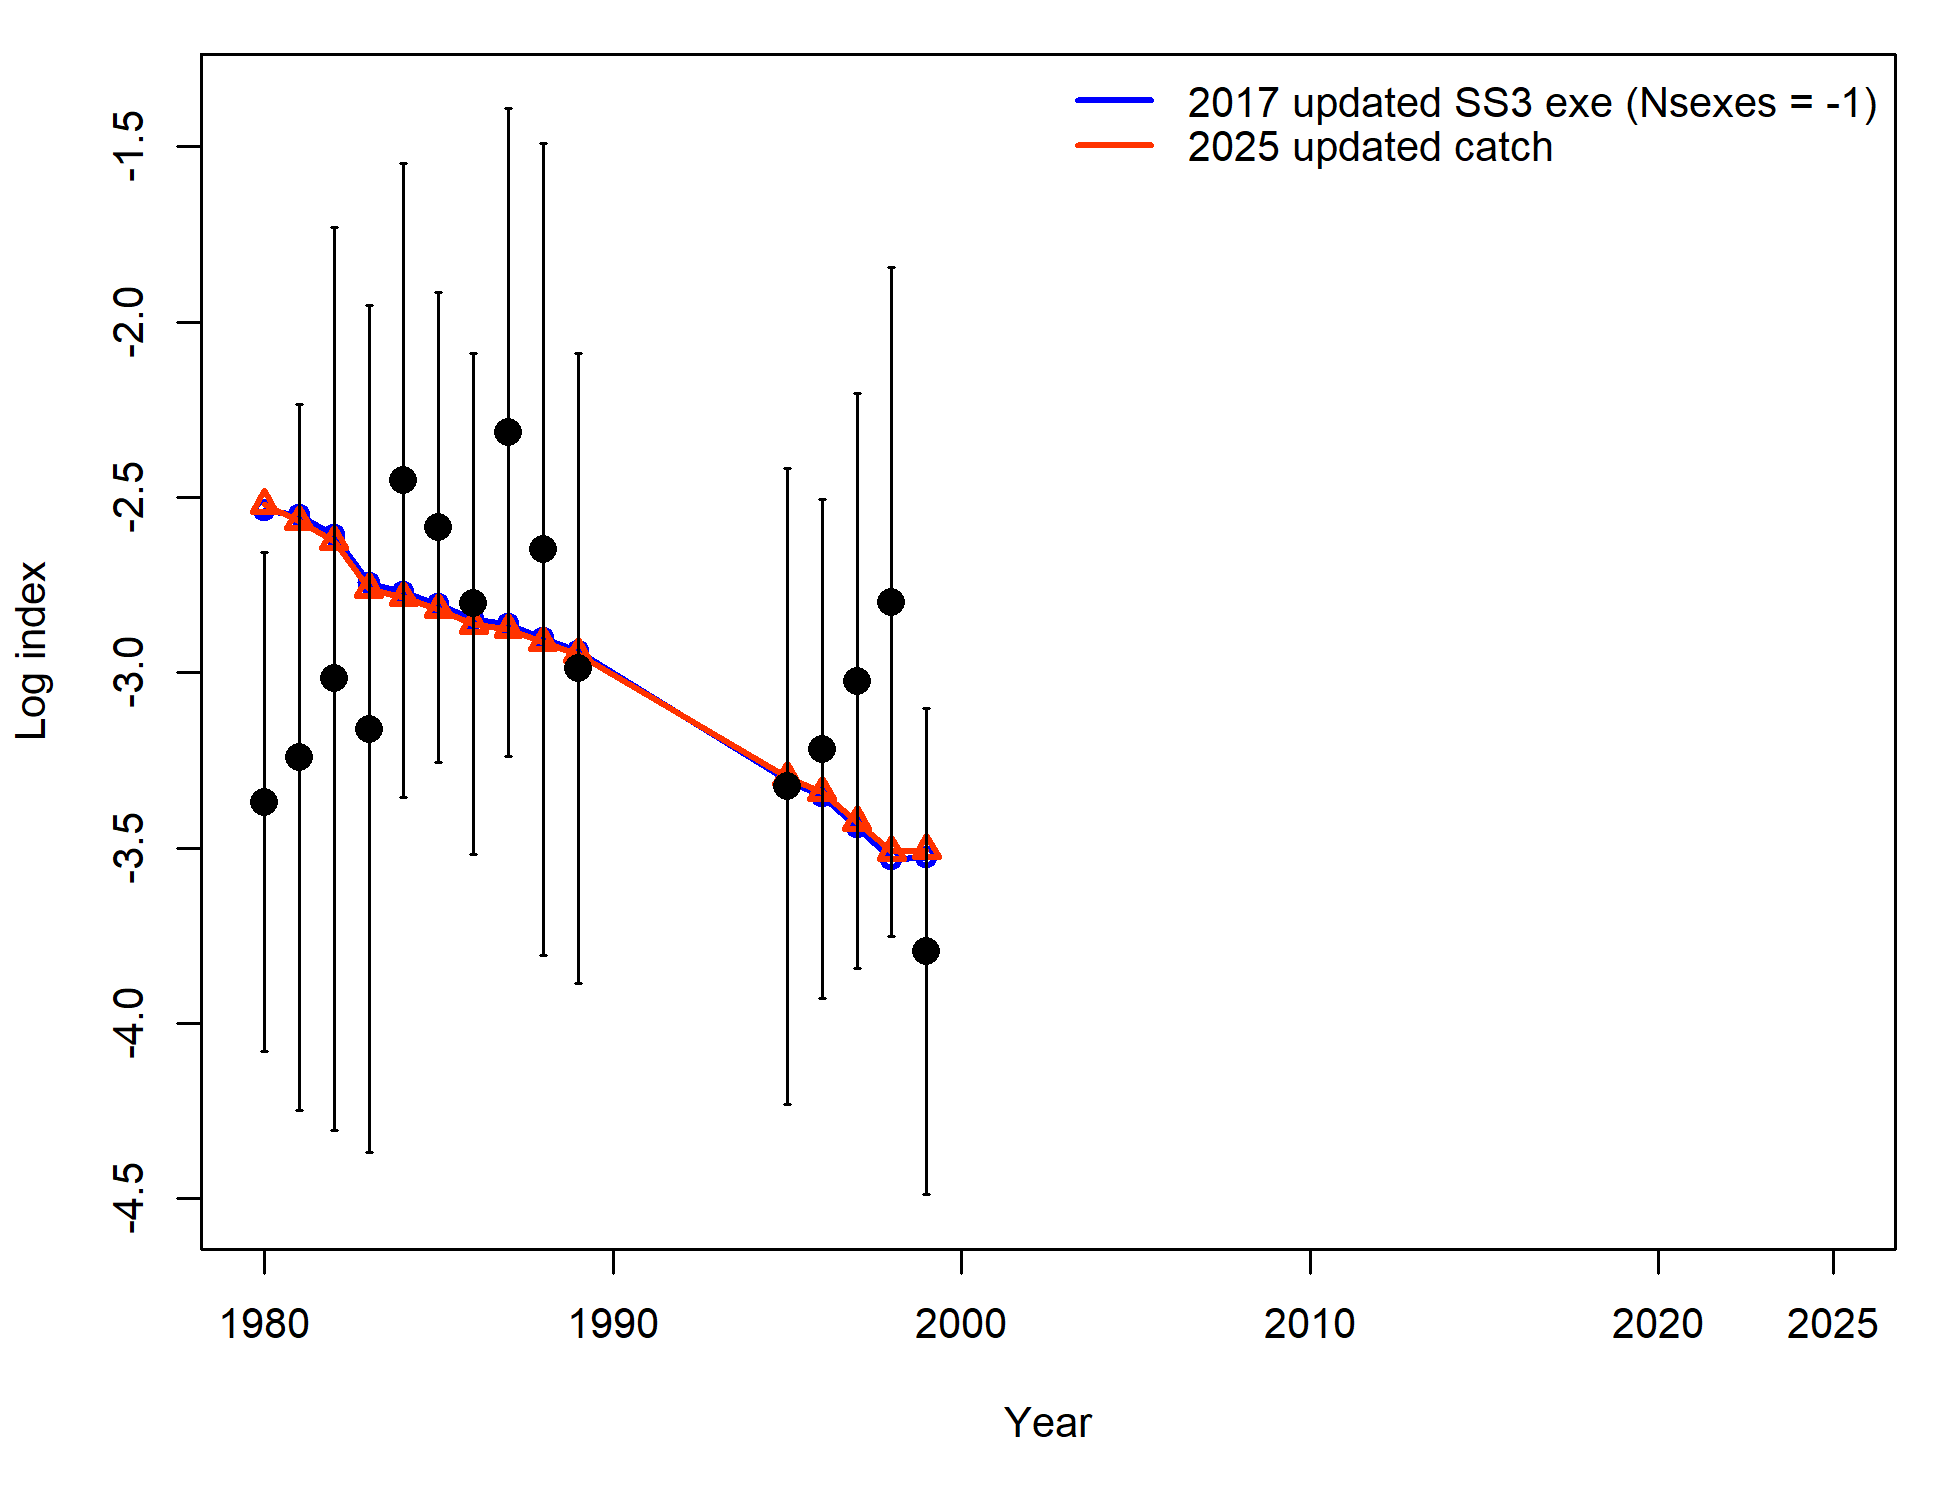 2017 updated SS3 exe (Nsexes = -1)
2025 updated catch
-1.5
-2.0
-2.5
-3.0
-3.5
-4.0
-4.5
Log index
1980 1990 2000 2010 2020 2025
Year